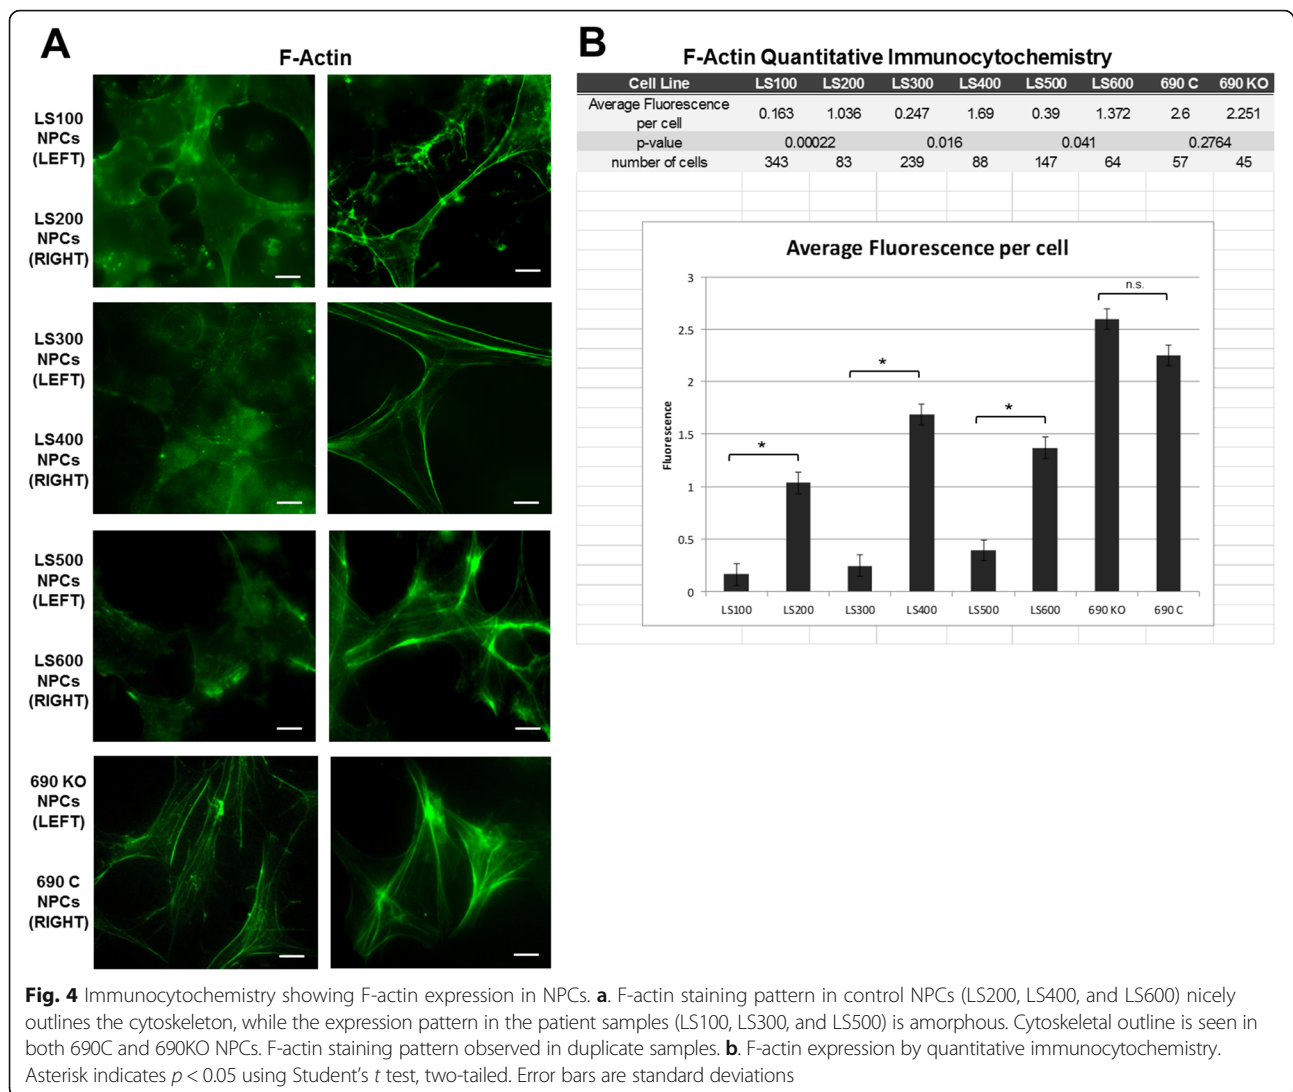 A
F-Actin
LS100
NPCs
(LEFT)
LS200
NPCs
(RIGHT)
LS300
NPCs
(LEFT)
LS400
NPCs
(RIGHT)
LS500
NPCs
(LEFT)
LS600
NPCs
(RIGHT)
690 KO
NPCs
(LEFT)
690 C
NPCs
(RIGHT)
B
F-Actin Quantitative Immunocytochemistry
Cell Line LS100 LS200 LS300 LS400 LS500 LS600 690 C 690 KO
Average Fluorescence per cell 0.163 1.036 0.247 1.69 0.39 1.372 2.6 2.251
p-value 0.00022 0.016 0.041 0.2764
number of cells 343 83 239 88 147 64 57 45
Average Fluorescence per cell
3
2.5
2
1.5
1
0.5
0
Fluorescence
*
*
*
n.s.
LS100 LS200 LS300 LS400 LS500 LS600 690 KO 690 C
Fig. 4 Immunocytochemistry showing F-actin expression in NPCs. a. F-actin staining pattern in control NPCs (LS200, LS400, and LS600) nicely
outlines the cytoskeleton, while the expression pattern in the patient samples (LS100, LS300, and LS500) is amorphous. Cytoskeletal outline is seen in
both 690C and 690KO NPCs. F-actin staining pattern observed in duplicate samples. b. F-actin expression by quantitative immunocytochemistry.
Asterisk indicates p < 0.05 using Student's t test, two-tailed. Error bars are standard deviations